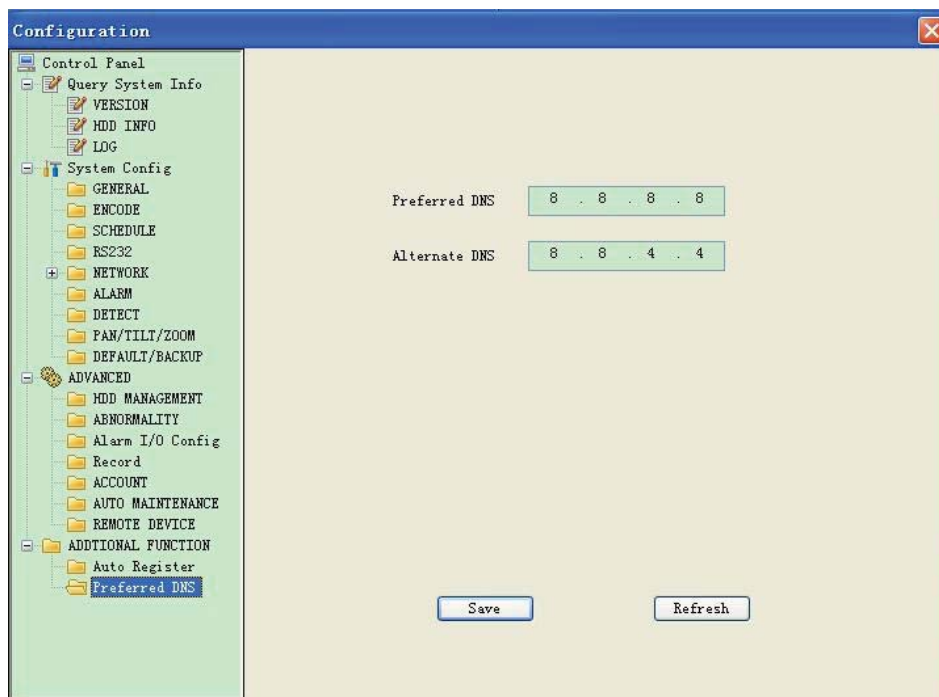 Configuration
Control Panel
Query System Info
VERSION
HDD INFO
LOG
System Config
GENERAL
ENCODE
SCHEDULE
RS232
NETWORK
ALARM
DETECT
PAN/TILT/ZOOM
DEFAULT/BACKUP
ADVANCED
HDD MANAGEMENT
ABNORMALITY
Alarm I/O Config
Record
ACCOUNT
AUTO MAINTENANCE
REMOTE DEVICE
ADDTIONAL FUNCTION
Auto Register
Preferred DNS
Preferred DNS 8 . 8 . 8 . 8
Alternate DNS 8 . 8 . 4 . 4
Save Refresh